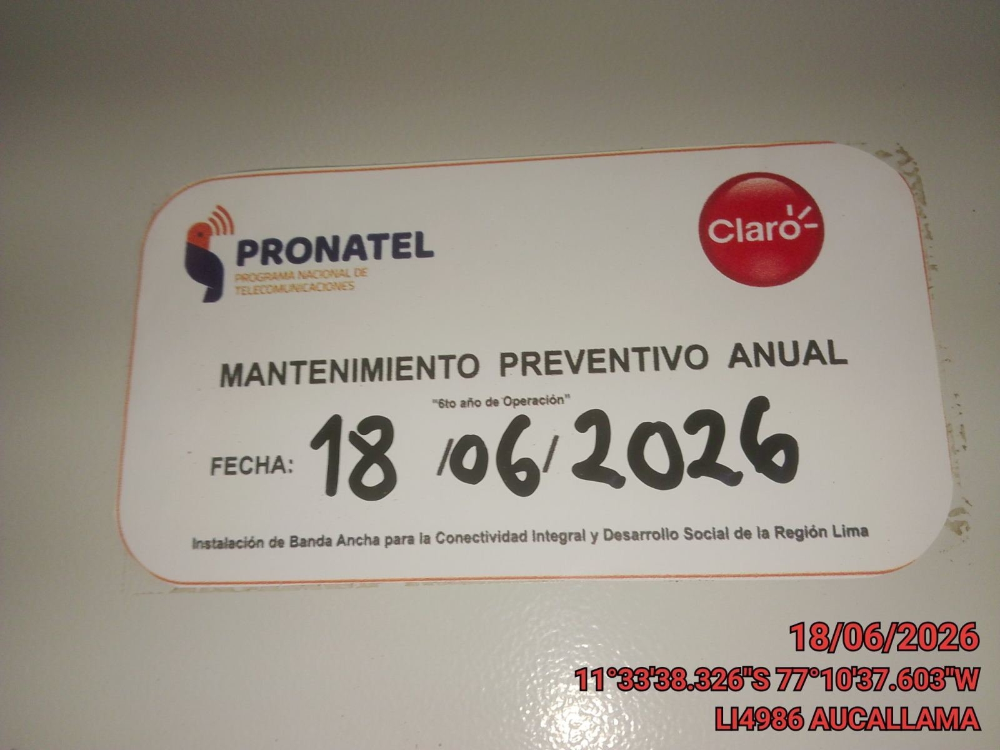 PRONATEL
PROGRAMA NACIONAL DE
TELECOMUNICACIONES
Claro
MANTENIMIENTO PREVENTIVO ANUAL
"6to año de Operación"
FECHA: 18/06/2026
Instalación de Banda Ancha para la Conectividad Integral y Desarrollo Social de la Región Lima
18/06/2026
11°33'38.326"S 77°10'37.603"W
LI4986 AUCALLAMA